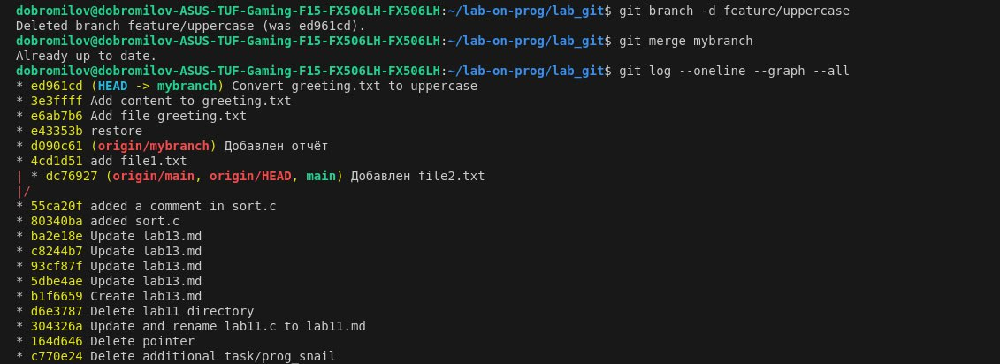 dobromilov@dobromilov-ASUS-TUF-Gaming-F15-FX506LH-FX506LH:~/lab-on-prog/lab_git$ git branch -d feature/uppercase
Deleted branch feature/uppercase (was ed961cd).
dobromilov@dobromilov-ASUS-TUF-Gaming-F15-FX506LH-FX506LH:~/lab-on-prog/lab_git$ git merge mybranch
Already up to date.
dobromilov@dobromilov-ASUS-TUF-Gaming-F15-FX506LH-FX506LH:~/lab-on-prog/lab_git$ git log --oneline --graph --all
* ed961cd (HEAD -> mybranch) Convert greeting.txt to uppercase
* 3e3ffff Add content to greeting.txt
* e6ab7b6 Add file greeting.txt
* e43353b restore
* d090c61 (origin/mybranch) Добавлен отчёт
* 4cd1d51 add file1.txt
| * dc76927 (origin/main, origin/HEAD, main) Добавлен file2.txt
|/
* 55ca20f added a comment in sort.c
* 80340ba added sort.c
* ba2e18e Update lab13.md
* c8244b7 Update lab13.md
* 93cf87f Update lab13.md
* 5dbe4ae Update lab13.md
* b1f6659 Create lab13.md
* d6e3787 Delete lab11 directory
* 304326a Update and rename lab11.c to lab11.md
* 164d646 Delete pointer
* c770e24 Delete additional task/prog_snail